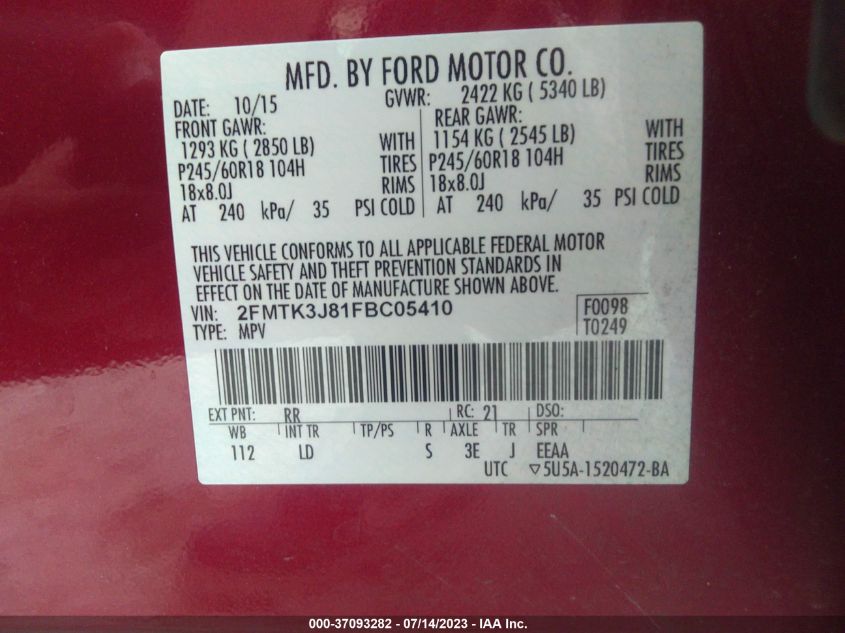 MFD. BY FORD MOTOR CO.
DATE: 10/15 GVWR: 2422 KG ( 5340 LB)
FRONT GAWR: REAR GAWR:
1293 KG ( 2850 LB) WITH 1154 KG ( 2545 LB) WITH
P245/60R18 104H TIRES P245/60R18 104H TIRES
18x8.0J RIMS 18x8.0J RIMS
AT 240 kPa/ 35 PSI COLD AT 240 kPa/ 35 PSI COLD
THIS VEHICLE CONFORMS TO ALL APPLICABLE FEDERAL MOTOR
VEHICLE SAFETY AND THEFT PREVENTION STANDARDS IN
EFFECT ON THE DATE OF MANUFACTURE SHOWN ABOVE.
VIN: 2FMTK3J81FBC05410 F0098
TYPE: MPV T0249
EXT PNT: RR RC: 21 DSO:
WB INT TR TP/PS R AXLE TR SPR
112 LD S 3E J EEAA
UTC ▽5U5A-1520472-BA
000-37093282 - 07/14/2023 - IAA Inc.